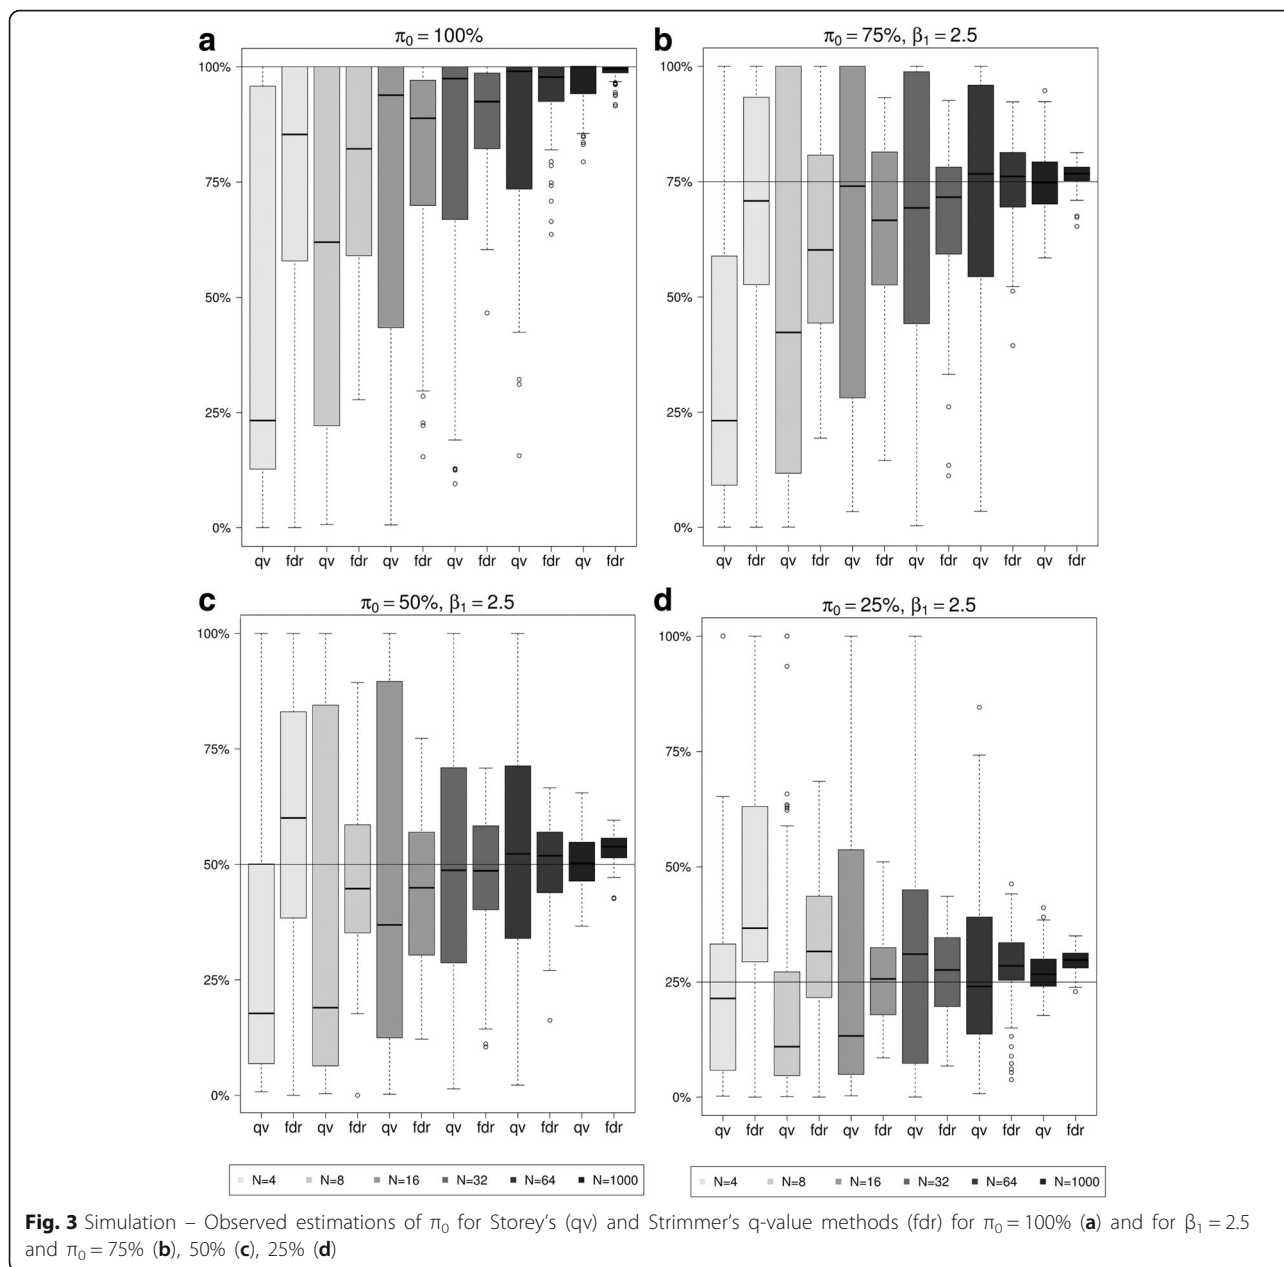 a π₀ = 100%
100%
75%
50%
25%
0%
qv fdr qv fdr qv fdr qv fdr qv fdr qv fdr
b π₀ = 75%, β₁ = 2.5
100%
75%
50%
25%
0%
qv fdr qv fdr qv fdr qv fdr qv fdr qv fdr
c π₀ = 50%, β₁ = 2.5
100%
75%
50%
25%
0%
qv fdr qv fdr qv fdr qv fdr qv fdr qv fdr
N=4 N=8 N=16 N=32 N=64 N=1000
d π₀ = 25%, β₁ = 2.5
100%
75%
50%
25%
0%
qv fdr qv fdr qv fdr qv fdr qv fdr qv fdr
N=4 N=8 N=16 N=32 N=64 N=1000
Fig. 3 Simulation – Observed estimations of π₀ for Storey's (qv) and Strimmer's q-value methods (fdr) for π₀ = 100% (a) and for β₁ = 2.5
and π₀ = 75% (b), 50% (c), 25% (d)